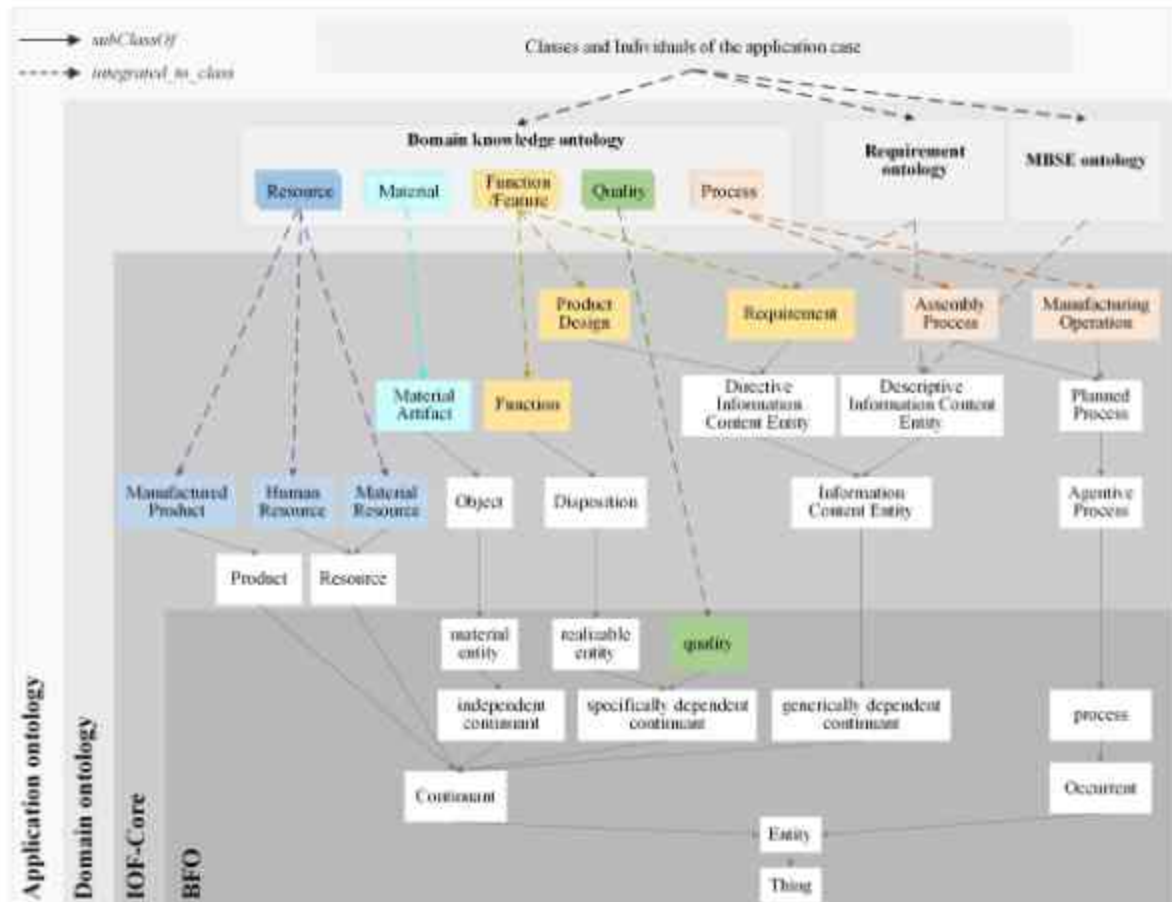 subClassOf
integrated_to_class
Classes and Individuals of the application case
Domain knowledge ontology
Requirement
ontology
MBSE ontology
Resource
Material
Function
/Feature
Quality
Process
Product
Design
Requirement
Assembly
Process
Manufacturing
Operation
Material
Artifact
Function
Directive
Information
Content Entity
Descriptive
Information Content
Entity
Planned
Process
Manufactured
Product
Human
Resource
Material
Resource
Object
Disposition
Information
Content Entity
Agentive
Process
Product
Resource
material
entity
realizable
entity
quality
independent
continuant
specifically dependent
continuant
generically dependent
continuant
process
Continuant
Occurrent
Entity
Thing
Application ontology
Domain ontology
IOF-Core
BFO